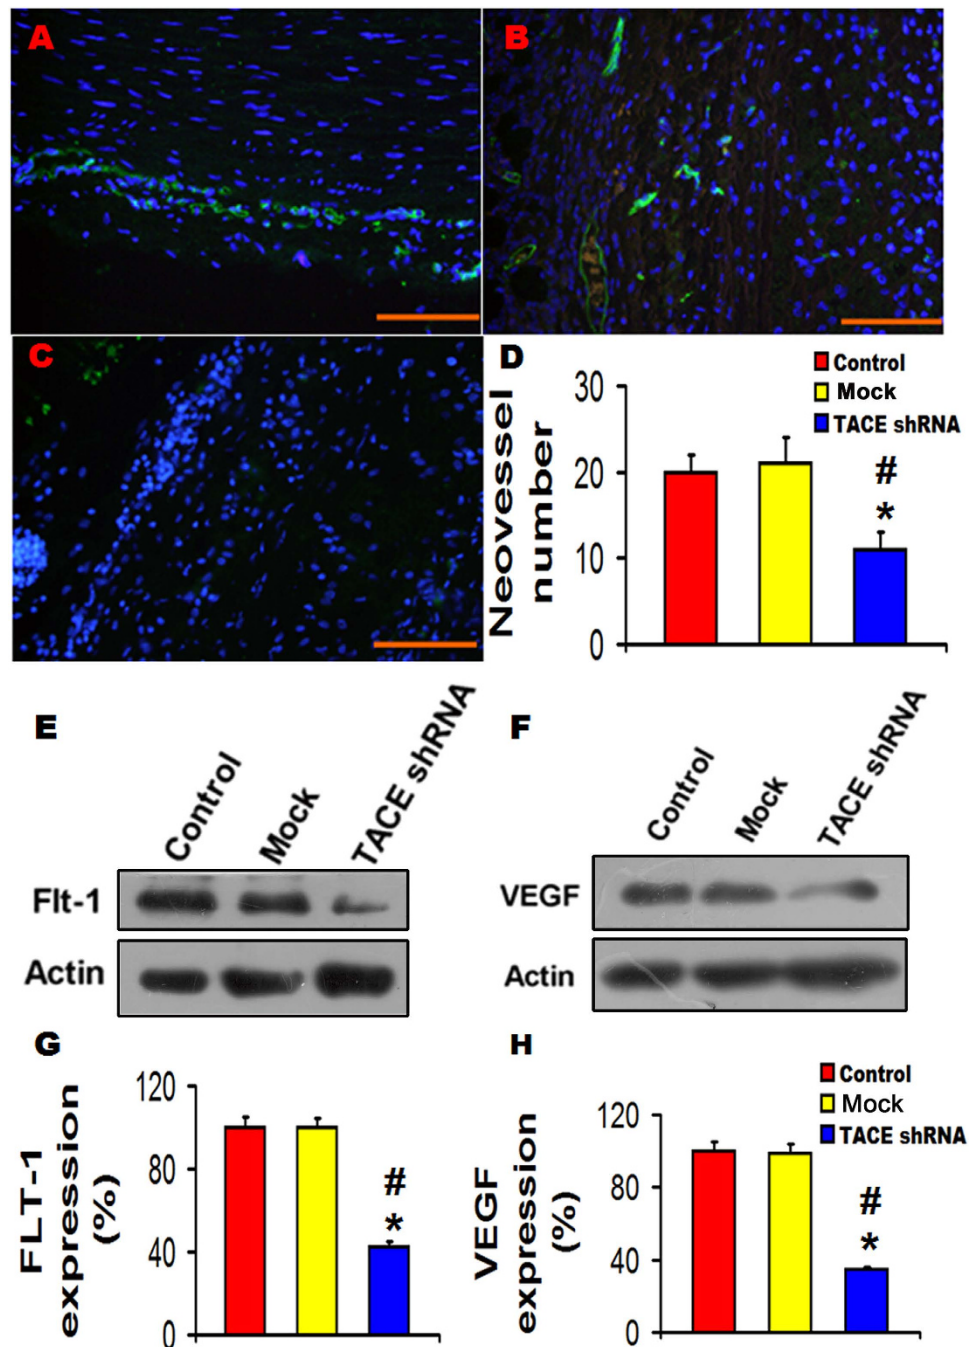 A
B
C
D
Control
Mock
TACE shRNA
Neovessel
number
30
20
10
0
#
*
E
Control
Mock
TACE shRNA
Flt-1
Actin
F
Control
Mock
TACE shRNA
VEGF
Actin
G
FLT-1
expression
(%)
120
80
40
0
#
*
H
Control
Mock
TACE shRNA
VEGF
expression
(%)
120
80
40
0
#
*